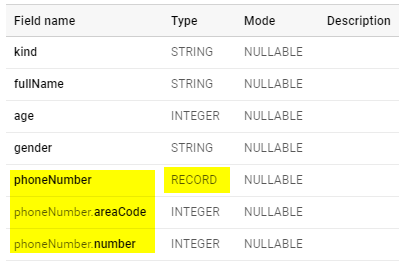 Field name Type Mode Description
kind STRING NULLABLE
fullName STRING NULLABLE
age INTEGER NULLABLE
gender STRING NULLABLE
phoneNumber RECORD NULLABLE
phoneNumber.areaCode INTEGER NULLABLE
phoneNumber.number INTEGER NULLABLE